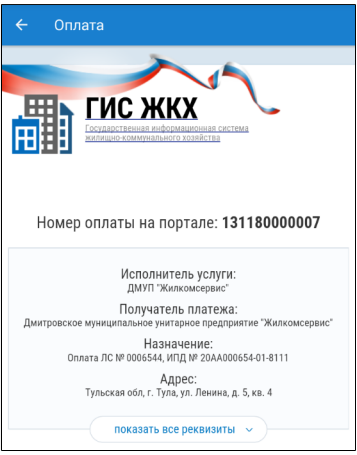 Оплата
ГИС ЖКХ
Государственная информационная система
жилищно-коммунального хозяйства
Номер оплаты на портале: 131180000007
Исполнитель услуги:
ДМУП "Жилкомсервис"
Получатель платежа:
Дмитровское муниципальное унитарное предприятие "Жилкомсервис"
Назначение:
Оплата ЛС № 0006544, ИПД № 20АА000654-01-8111
Адрес:
Тульская обл, г. Тула, ул. Ленина, д. 5, кв. 4
показать все реквизиты